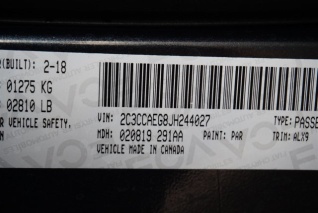 R(BUILT): 2-18
01275 KG
02810 LB
R VEHICLE SAFETY,
VIN: 2C3CCAEG8JH244027 TYPE: PASSE
MDH: 020819 291AA PAINT: PAR TRIM: ALX9
VEHICLE MADE IN CANADA